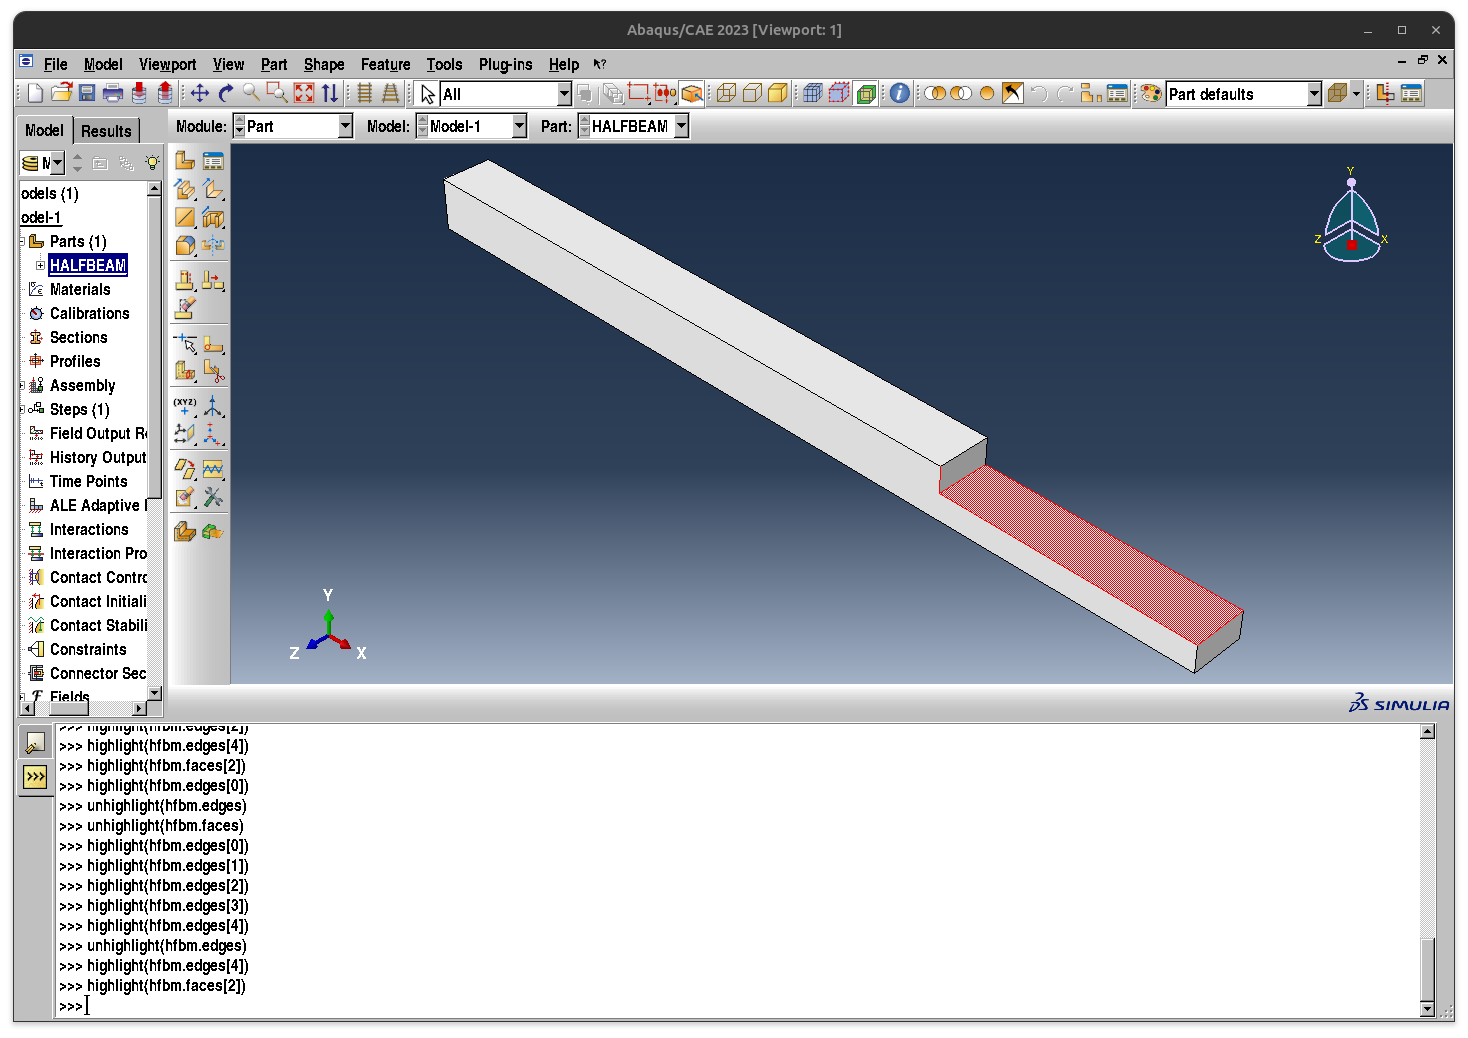 Abaqus/CAE 2023 [Viewport: 1]
File Model Viewport View Part Shape Feature Tools Plug-ins Help
All
Part defaults
Model Results
Module: Part Model: Model-1 Part: HALFBEAM
M
odels (1)
odel-1
Parts (1)
HALFBEAM
Materials
Calibrations
Sections
Profiles
Assembly
Steps (1)
Field Output R
History Output
Time Points
ALE Adaptive
Interactions
Interaction Pro
Contact Contro
Contact Initiali
Contact Stabili
Constraints
Connector Sec
Fields
(XYZ)
Y
Z X
Y
Z X
SIMULIA
>>> highlight(hfbm.edges[2])
>>> highlight(hfbm.edges[4])
>>> highlight(hfbm.faces[2])
>>> highlight(hfbm.edges[0])
>>> unhighlight(hfbm.edges)
>>> unhighlight(hfbm.faces)
>>> highlight(hfbm.edges[0])
>>> highlight(hfbm.edges[1])
>>> highlight(hfbm.edges[2])
>>> highlight(hfbm.edges[3])
>>> highlight(hfbm.edges[4])
>>> unhighlight(hfbm.edges)
>>> highlight(hfbm.edges[4])
>>> highlight(hfbm.faces[2])
>>>